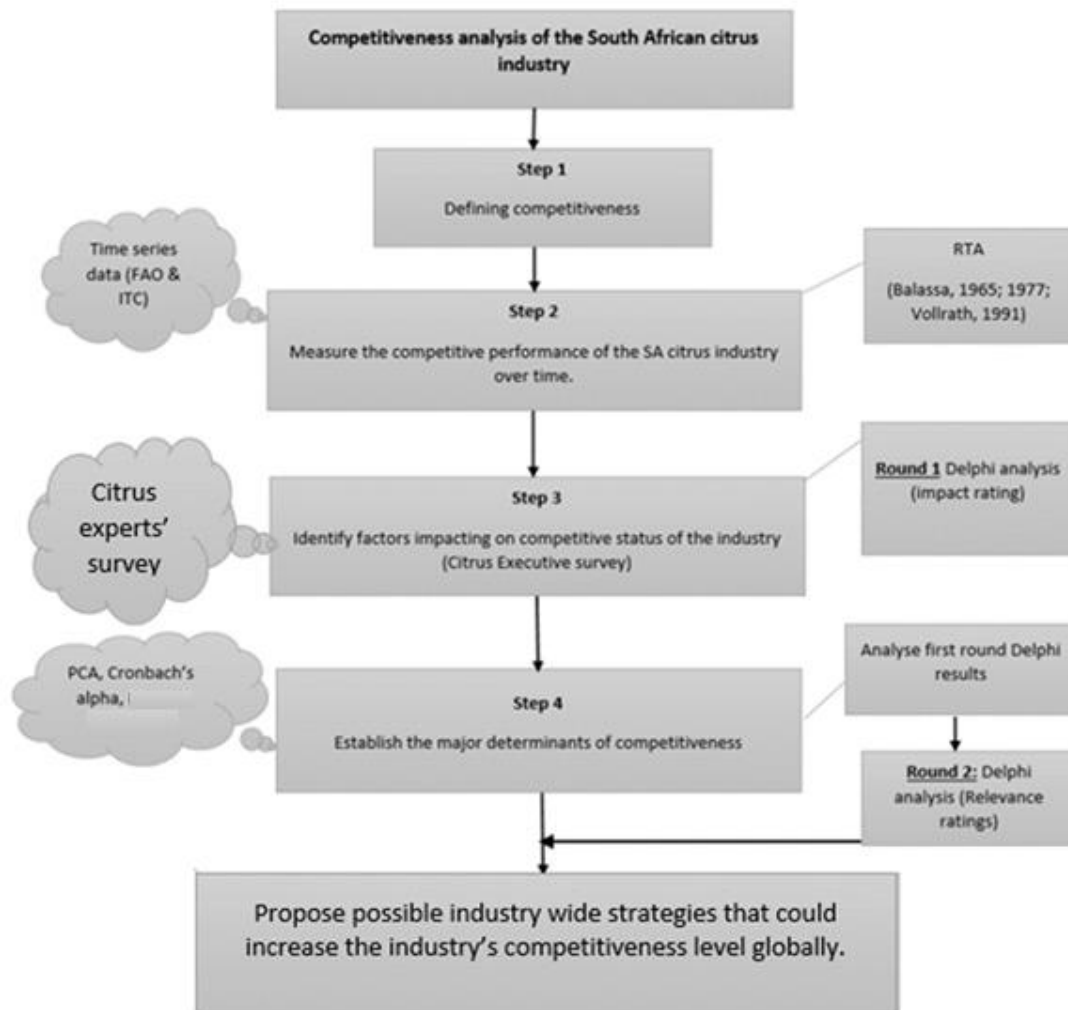 Competitiveness analysis of the South African citrus
industry
Step 1
Defining competitiveness
Time series
data (FAO &
ITC)
Step 2
Measure the competitive performance of the SA citrus industry
over time.
RTA
(Balassa, 1965; 1977;
Vollrath, 1991)
Citrus
experts’
survey
Step 3
Identify factors impacting on competitive status of the industry
(Citrus Executive survey)
Round 1 Delphi analysis
(impact rating)
PCA, Cronbach’s
alpha,
Step 4
Establish the major determinants of competitiveness
Analyse first round Delphi
results
Round 2: Delphi
analysis (Relevance
ratings)
Propose possible industry wide strategies that could
increase the industry’s competitiveness level globally.